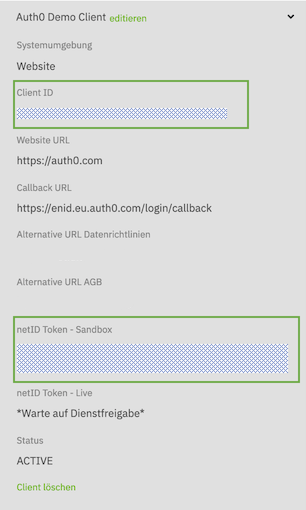 Auth0 Demo Client editieren
Systemumgebung
Website
Client ID
Website URL
https://auth0.com
Callback URL
https://enid.eu.auth0.com/login/callback
Alternative URL Datenrichtlinien
Alternative URL AGB
netID Token - Sandbox
netID Token - Live
*Warte auf Dienstfreigabe*
Status
ACTIVE
Client löschen